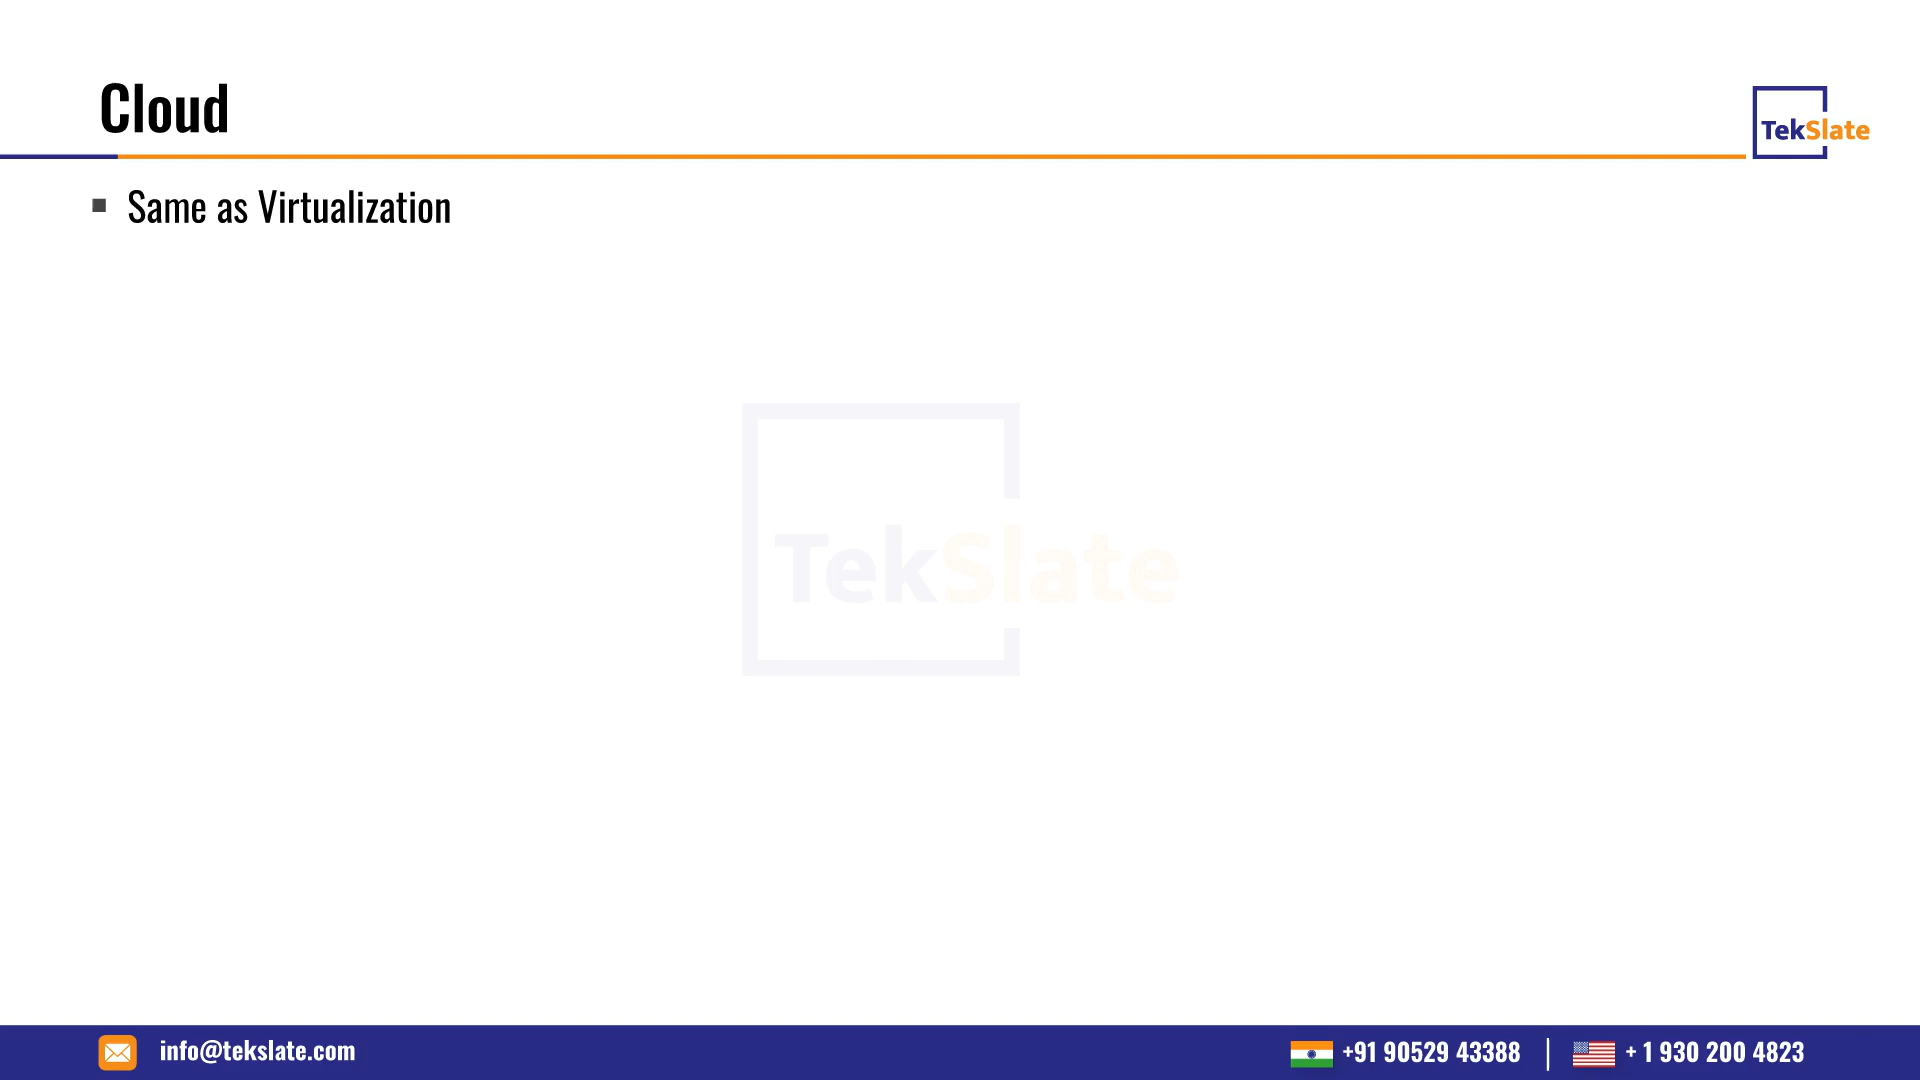 Cloud
TekSlate
Same as Virtualization
TekSlate
info@tekslate.com
+91 90529 43388
+ 1 930 200 4823